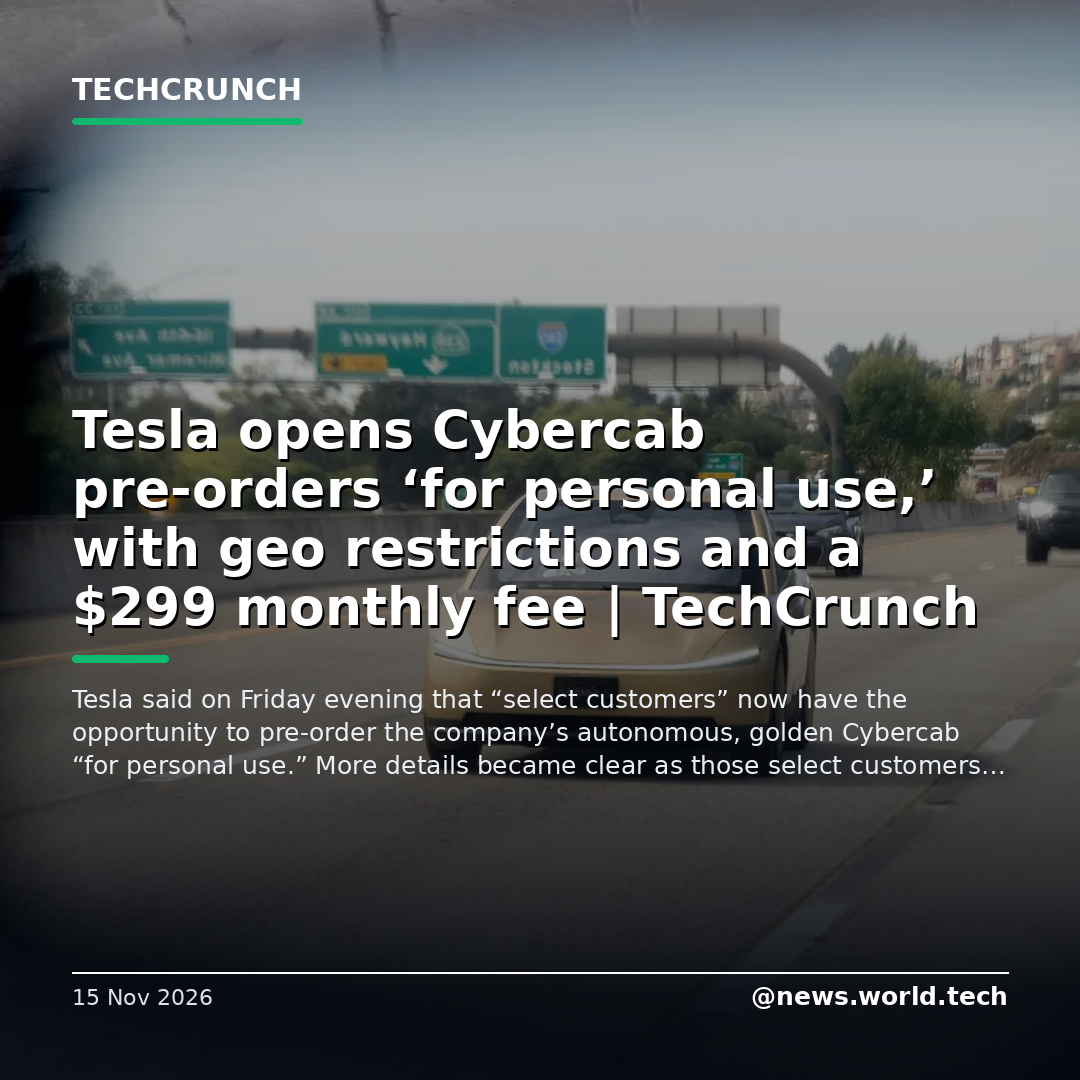 TECHCRUNCH
Hayward
Stockton
Tesla opens Cybercab
pre-orders ‘for personal use,’
with geo restrictions and a
$299 monthly fee | TechCrunch
Tesla said on Friday evening that “select customers” now have the
opportunity to pre-order the company’s autonomous, golden Cybercab
“for personal use.” More details became clear as those select customers…
15 Nov 2026
@news.world.tech